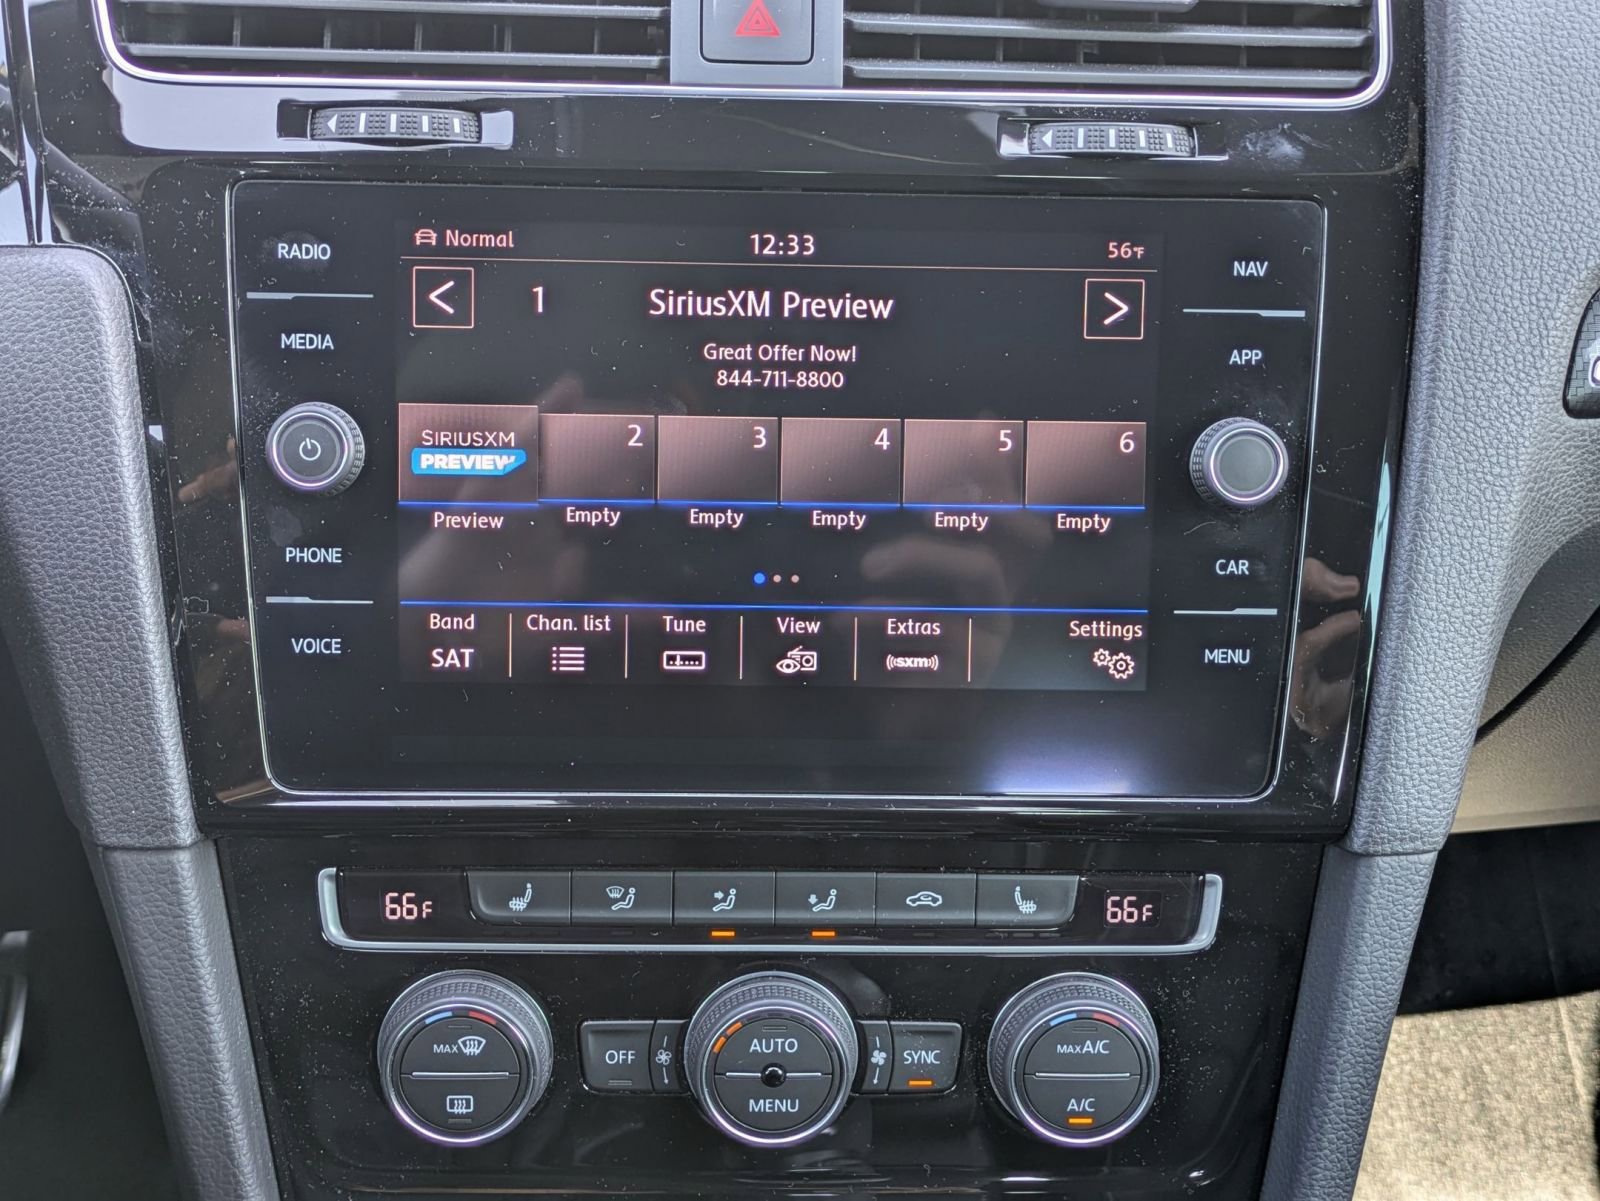 RADIO
MEDIA
PHONE
VOICE
Normal 12:33 56°F
1 SiriusXM Preview
Great Offer Now!
844-711-8800
SIRIUSXM
PREVIEW
2 3 4 5 6
Preview Empty Empty Empty Empty Empty
Band Chan. list Tune View Extras Settings
SAT ((sxm))
NAV
APP
CAR
MENU
66F 66F
MAX
OFF AUTO SYNC
MENU
MAX A/C
A/C